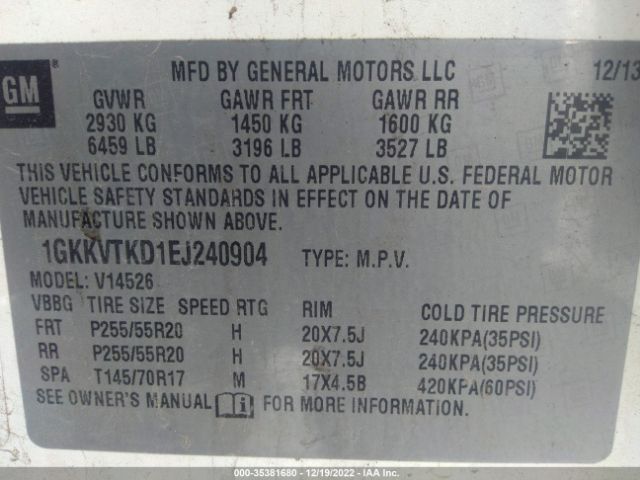 GM ®
MFD BY GENERAL MOTORS LLC 12/13
GVWR GAWR FRT GAWR RR
2930 KG 1450 KG 1600 KG
6459 LB 3196 LB 3527 LB
THIS VEHICLE CONFORMS TO ALL APPLICABLE U.S. FEDERAL MOTOR
VEHICLE SAFETY STANDARDS IN EFFECT ON THE DATE OF
MANUFACTURE SHOWN ABOVE.
1GKKVTKD1EJ240904 TYPE: M.P.V.
MODEL: V14526
VBBG TIRE SIZE SPEED RTG RIM COLD TIRE PRESSURE
FRT P255/55R20 H 20X7.5J 240KPA(35PSI)
RR P255/55R20 H 20X7.5J 240KPA(35PSI)
SPA T145/70R17 M 17X4.5B 420KPA(60PSI)
SEE OWNER'S MANUAL i FOR MORE INFORMATION.
000-35381680 - 12/19/2022 - IAA